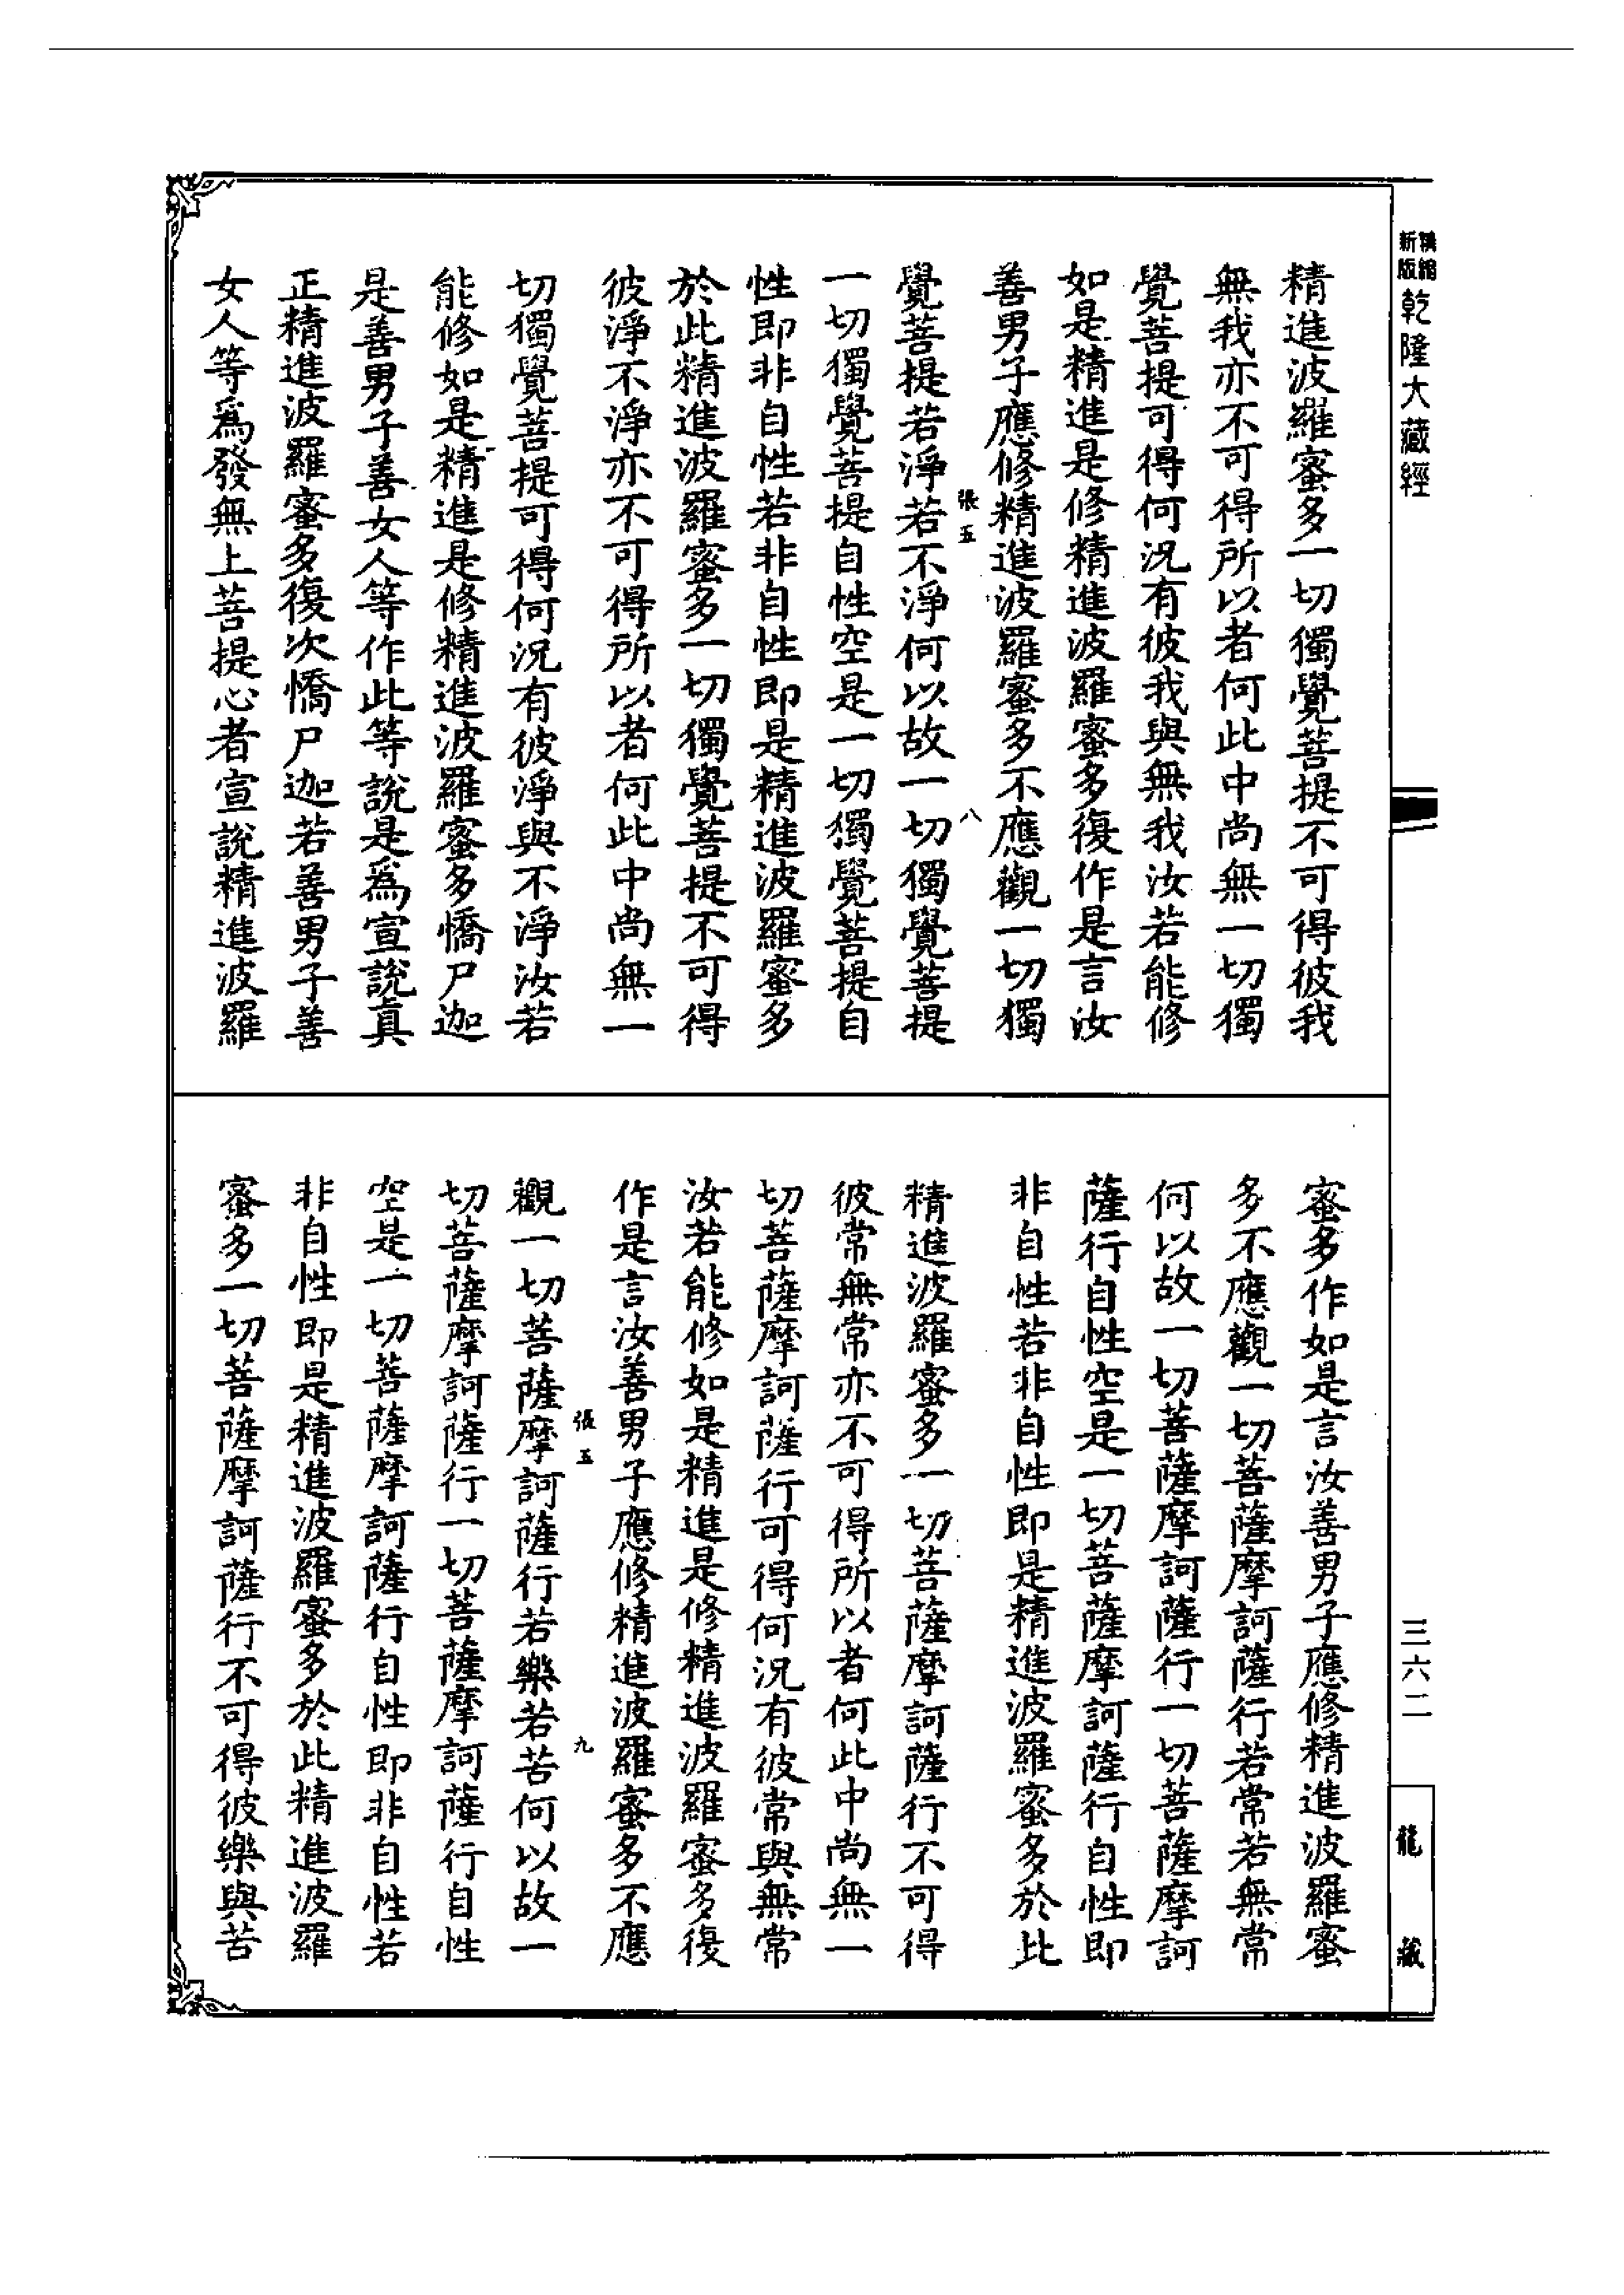 精縮新版乾隆大藏經
精進波羅蜜多一切獨覺菩提不可得彼我
無我亦不可得所以者何此中尚無一切獨
覺菩提可得何況有彼我與無我汝若能修
如是精進是修精進波羅蜜多復作是言汝
善男子應修精進波羅蜜多不應觀一切獨
張五 八
覺菩提若淨若不淨何以故一切獨覺菩提
一切獨覺菩提自性空是一切獨覺菩提自
性即非自性若非自性即是精進波羅蜜多
於此精進波羅蜜多一切獨覺菩提不可得
彼淨不淨亦不可得所以者何此中尚無一
切獨覺菩提可得何況有彼淨與不淨汝若
能修如是精進是修精進波羅蜜多憍尸迦
是善男子善女人等作此等說是爲宣說真
正精進波羅蜜多復次憍尸迦若善男子善
女人等爲發無上菩提心者宣說精進波羅
蜜多作如是言汝善男子應修精進波羅蜜
多不應觀一切菩薩摩訶薩行若常若無常
何以故一切菩薩摩訶薩行一切菩薩摩訶
薩行自性空是一切菩薩摩訶薩行自性即
非自性若非自性即是精進波羅蜜多於此
精進波羅蜜多一切菩薩摩訶薩行不可得
彼常無常亦不可得所以者何此中尚無一
切菩薩摩訶薩行可得何況有彼常與無常
汝若能修如是精進是修精進波羅蜜多復
作是言汝善男子應修精進波羅蜜多不應
張五 九
觀一切菩薩摩訶薩行若樂若苦何以故一
切菩薩摩訶薩行一切菩薩摩訶薩行自性
空是一切菩薩摩訶薩行自性即非自性若
非自性即是精進波羅蜜多於此精進波羅
蜜多一切菩薩摩訶薩行不可得彼樂與苦
三六二
龍藏